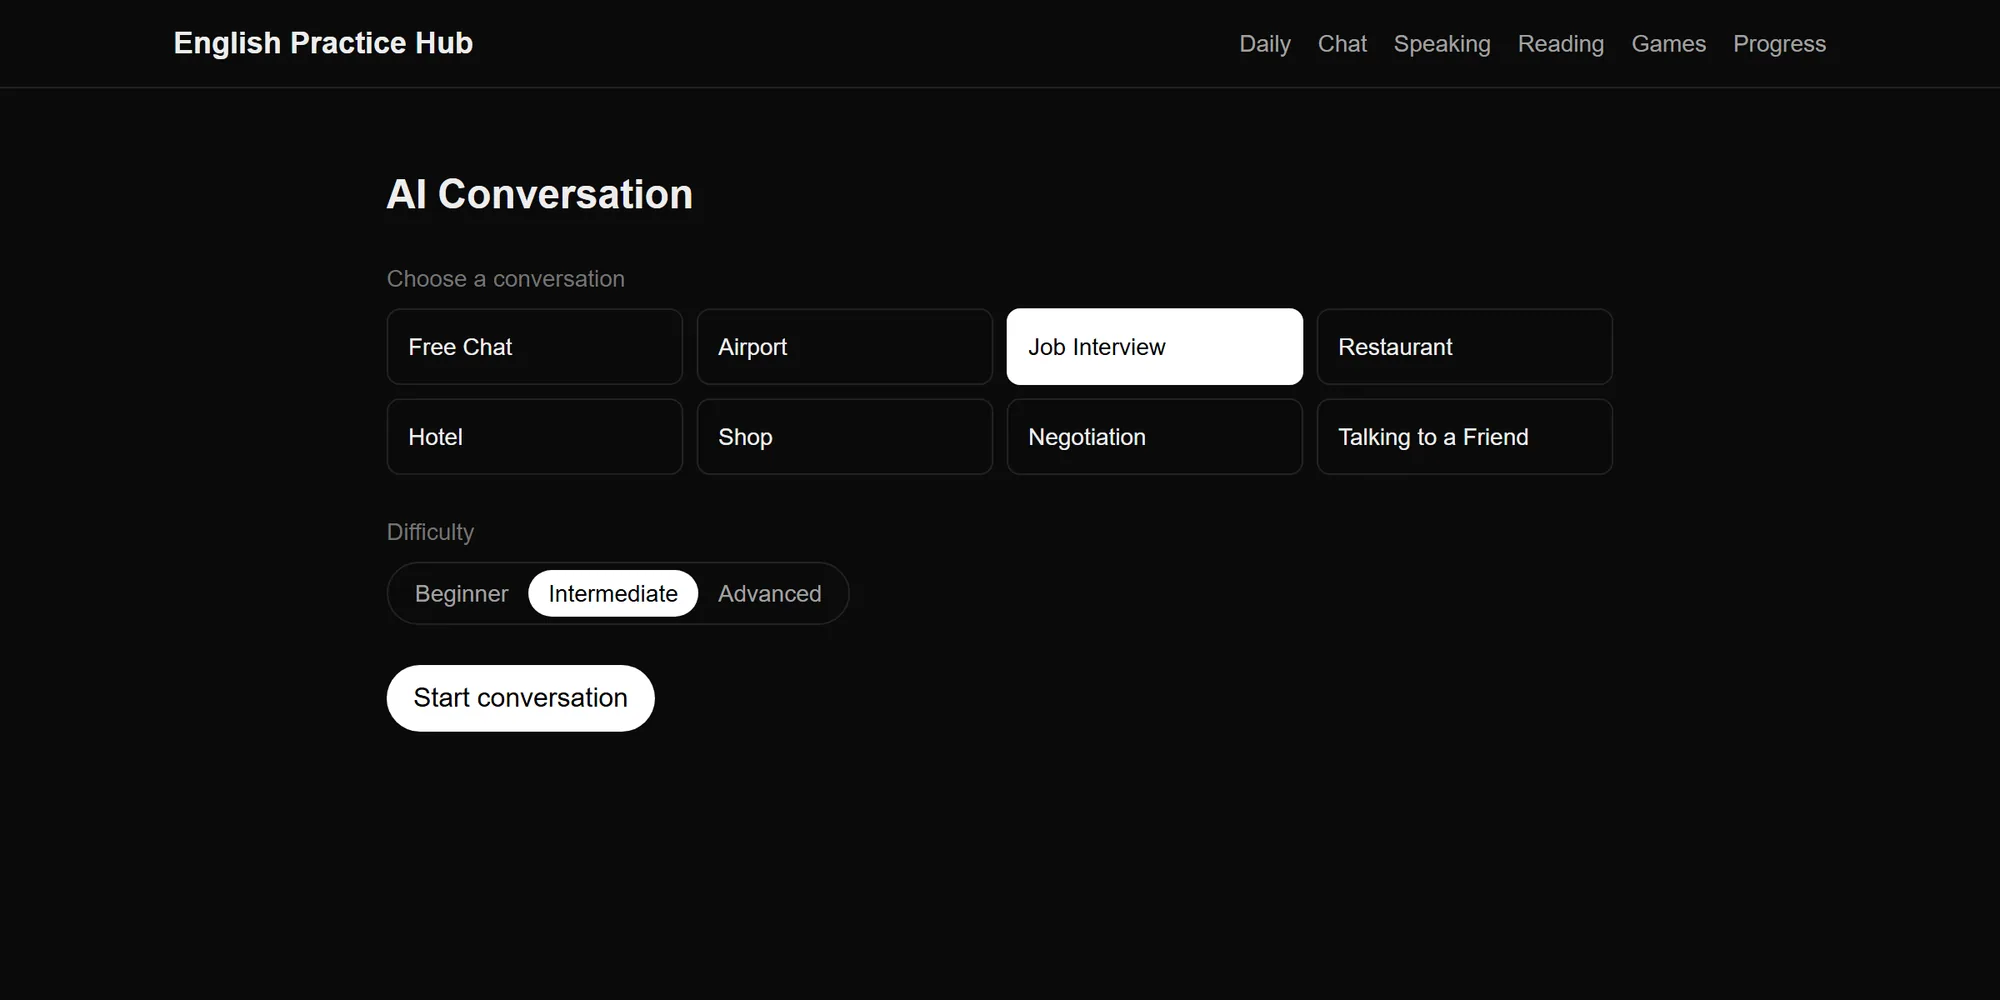 English Practice Hub
Daily Chat Speaking Reading Games Progress
AI Conversation
Choose a conversation
Free Chat Airport Job Interview Restaurant
Hotel Shop Negotiation Talking to a Friend
Difficulty
Beginner Intermediate Advanced
Start conversation